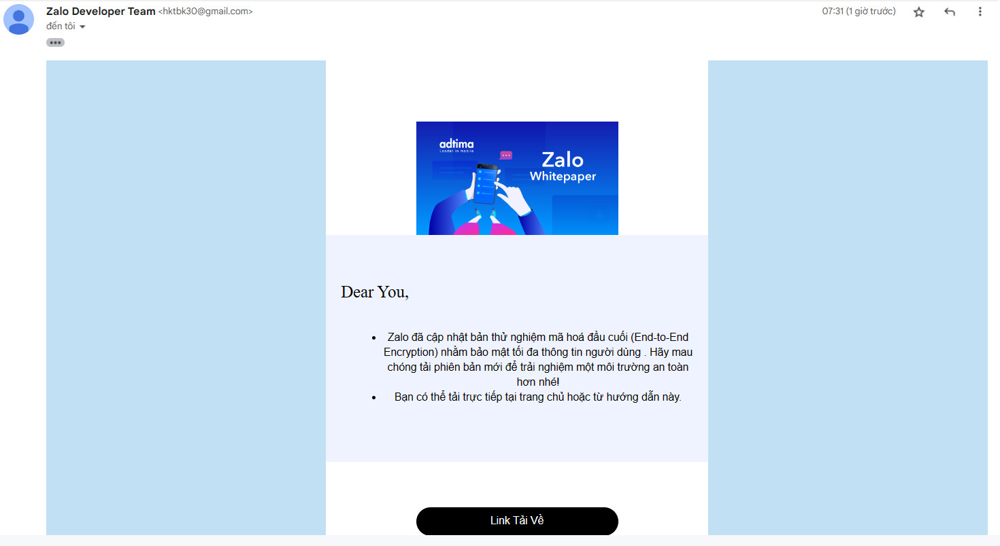 Zalo Developer Team <hktbk30@gmail.com>
07:31 (1 giờ trước)
đến tôi
adtima
Leader in mobile
Zalo
Whitepaper
Dear You,
• Zalo đã cập nhật bản thử nghiệm mã hoá đầu cuối (End-to-End
Encryption) nhằm bảo mật tối đa thông tin người dùng . Hãy mau
chóng tải phiên bản mới để trải nghiệm một môi trường an toàn
hơn nhé!
• Bạn có thể tải trực tiếp tại trang chủ hoặc từ hướng dẫn này.
Link Tải Về